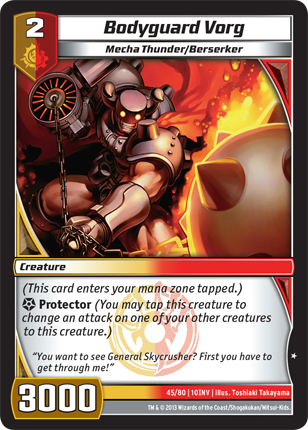 2
Bodyguard Vorg
Mecha Thunder/Berserker
Creature
(This card enters your mana zone tapped.)
Protector (You may tap this creature to
change an attack on one of your other creatures
to this creature.)
"You want to see General Skycrusher? First you have to
get through me!"
3000
45/80 | 10INV | illus. Toshiaki Takayama
TM & © 2013 Wizards of the Coast/Shogakukan/Mitsui-Kids.